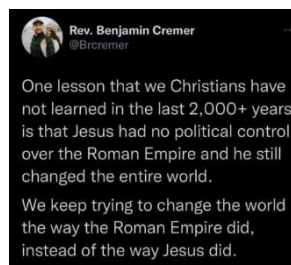 Rev. Benjamin Cremer
@Brcremer
One lesson that we Christians have
not learned in the last 2,000+ years
is that Jesus had no political control
over the Roman Empire and he still
changed the entire world.
We keep trying to change the world
the way the Roman Empire did,
instead of the way Jesus did.